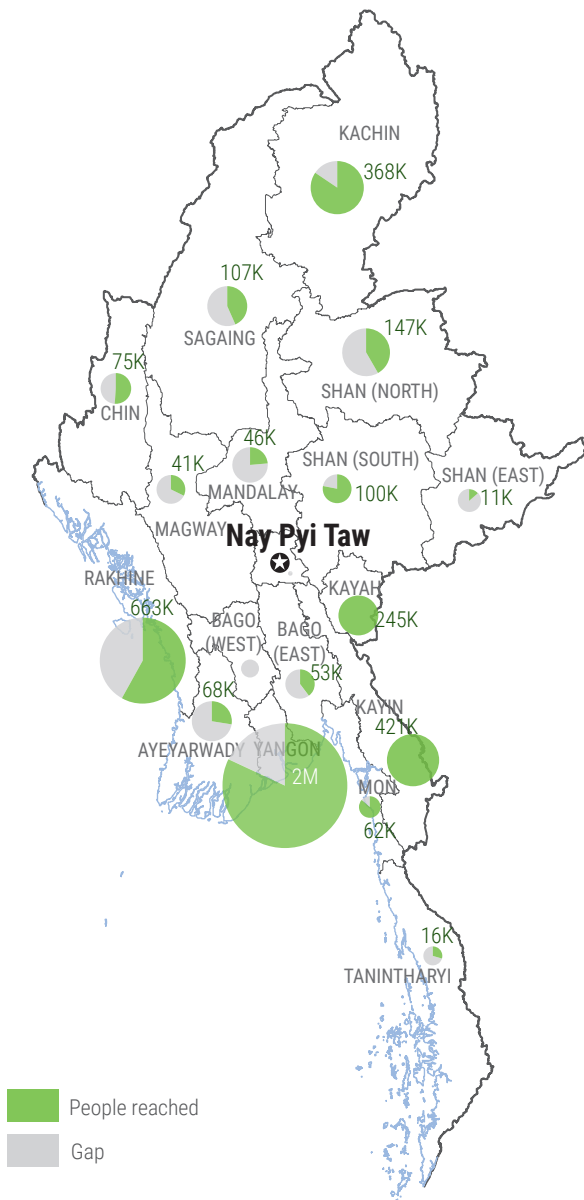 KACHIN
368K
107K
SAGAING
147K
SHAN (NORTH)
75K
CHIN
46K
MANDALAY
41K
MAGWAY
SHAN (SOUTH)
100K
SHAN (EAST)
11K
Nay Pyi Taw
RAKHINE
663K
KAYAH
245K
BAGO
(WEST)
BAGO
(EAST)
53K
68K
AYEYARWADY
YANGON
2M
KAYIN
421K
MON
62K
16K
TANINTHARYI
People reached
Gap